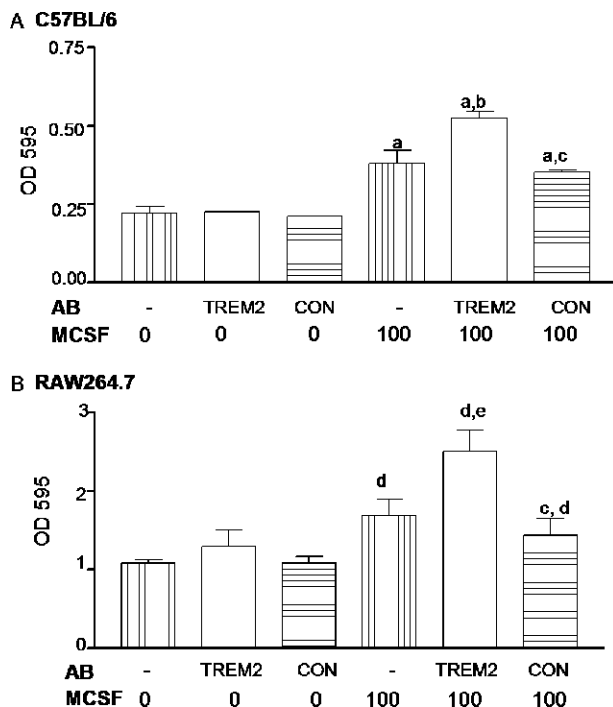 A C57BL/6
0.75
0.50
0.25
0.00
OD 595
a
a,b
a,c
AB - TREM2 CON - TREM2 CON
MCSF 0 0 0 100 100 100
B RAW264.7
3
2
1
0
OD 595
d
d,e
c, d
AB - TREM2 CON - TREM2 CON
MCSF 0 0 0 100 100 100